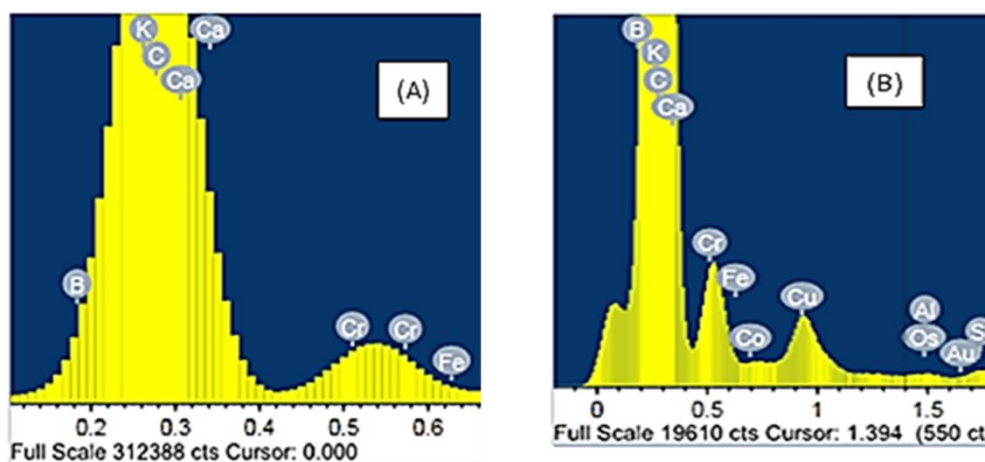 K
Ca
C
Ca
(A)
B
Cr
Cr
Fe
0.2 0.3 0.4 0.5 0.6
Full Scale 312388 cts Cursor: 0.000
B
K
C
Ca
(B)
Cr
Fe
Cu
Co
Al
Os
Au
S
0 0.5 1 1.5
Full Scale 19610 cts Cursor: 1.394 (550 ct